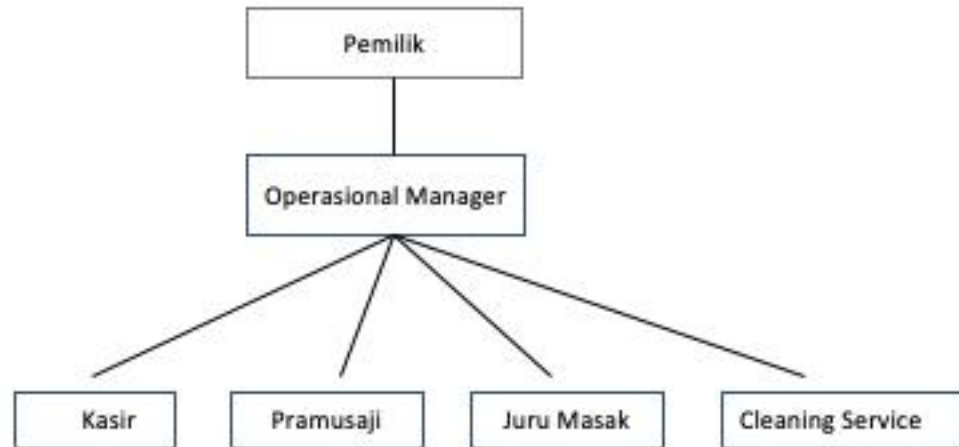 Pemilik
Operasional Manager
Kasir
Pramusaji
Juru Masak
Cleaning Service